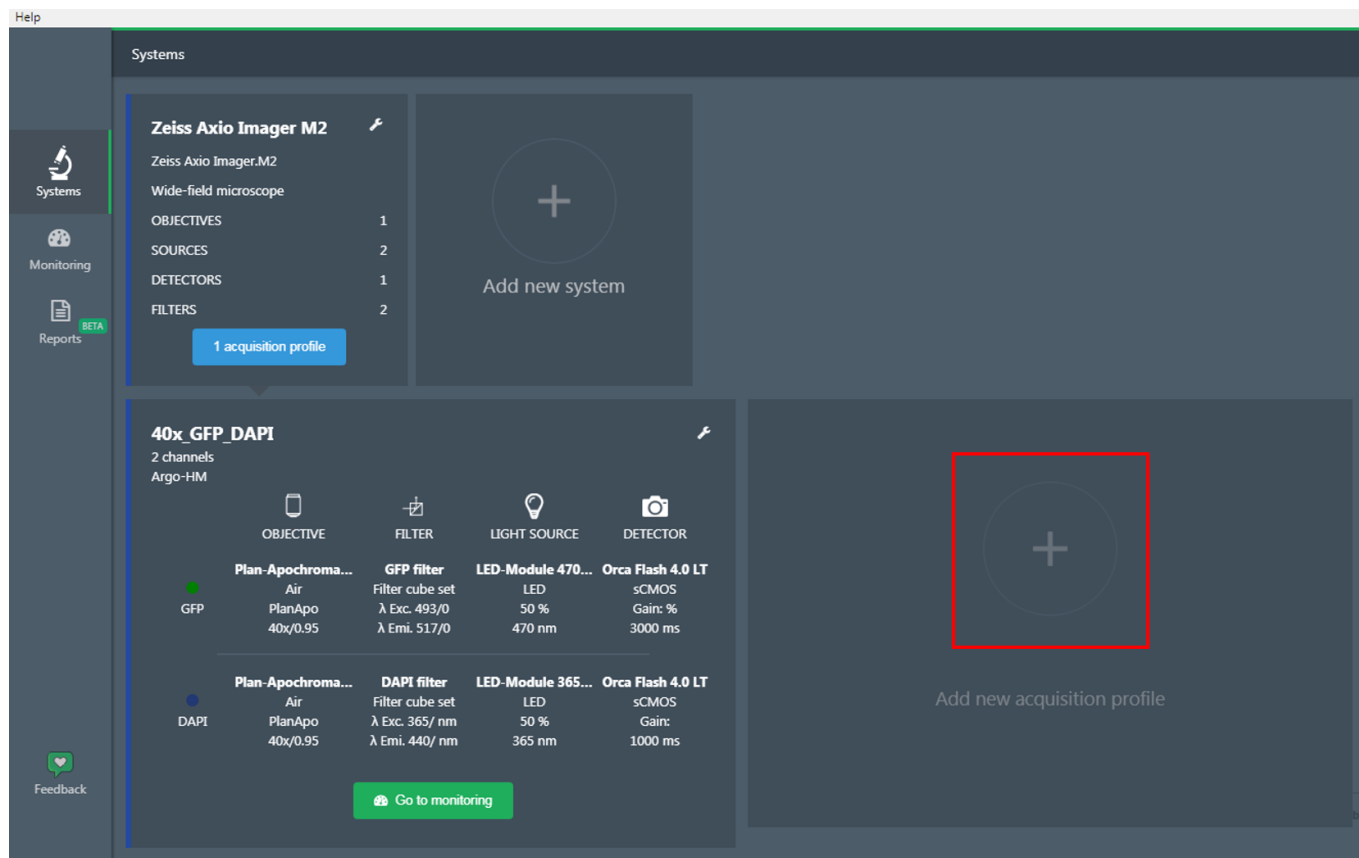 Help
Systems
Systems
Monitoring
Reports
BETA
Feedback
Zeiss Axio Imager M2
Zeiss Axio Imager.M2
Wide-field microscope
OBJECTIVES 1
SOURCES 2
DETECTORS 1
FILTERS 2
1 acquisition profile
Add new system
40x_GFP_DAPI
2 channels
Argo-HM
OBJECTIVE FILTER LIGHT SOURCE DETECTOR
Plan-Apochroma... GFP filter LED-Module 470... Orca Flash 4.0 LT
Air Filter cube set LED sCMOS
GFP PlanApo λ Exc. 493/0 50 % Gain: %
40x/0.95 λ Emi. 517/0 470 nm 3000 ms
Plan-Apochroma... DAPI filter LED-Module 365... Orca Flash 4.0 LT
Air Filter cube set LED sCMOS
DAPI PlanApo λ Exc. 365/ nm 50 % Gain:
40x/0.95 λ Emi. 440/ nm 365 nm 1000 ms
Go to monitoring
Add new acquisition profile